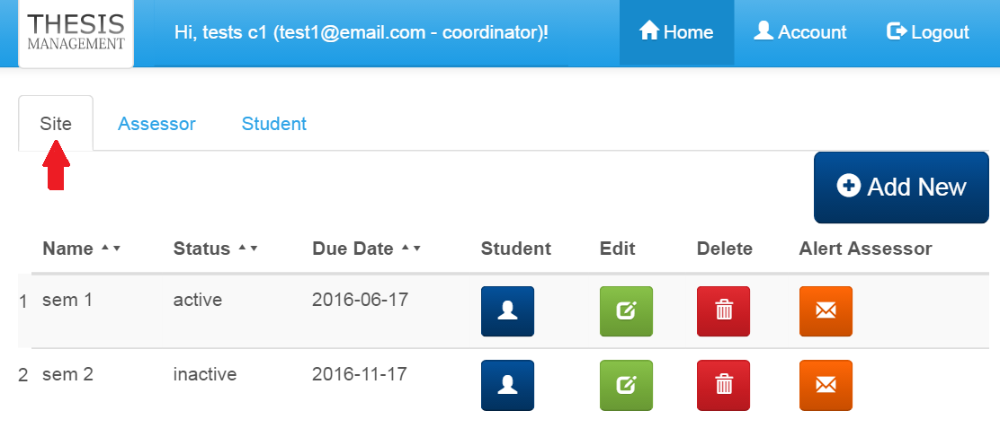 THESIS
MANAGEMENT
Hi, tests c1 (test1@email.com - coordinator)!
Home
Account
Logout
Site
Assessor
Student
Add New
Name
Status
Due Date
Student
Edit
Delete
Alert Assessor
1 sem 1 active 2016-06-17
2 sem 2 inactive 2016-11-17